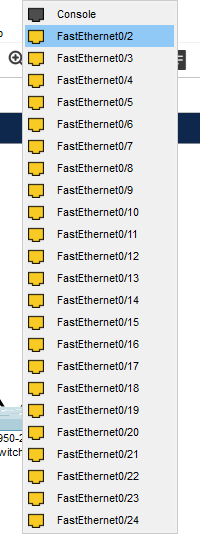 Console
FastEthernet0/2
FastEthernet0/3
FastEthernet0/4
FastEthernet0/5
FastEthernet0/6
FastEthernet0/7
FastEthernet0/8
FastEthernet0/9
FastEthernet0/10
FastEthernet0/11
FastEthernet0/12
FastEthernet0/13
FastEthernet0/14
FastEthernet0/15
FastEthernet0/16
FastEthernet0/17
FastEthernet0/18
FastEthernet0/19
FastEthernet0/20
950-2
FastEthernet0/21
witch
FastEthernet0/22
FastEthernet0/23
FastEthernet0/24